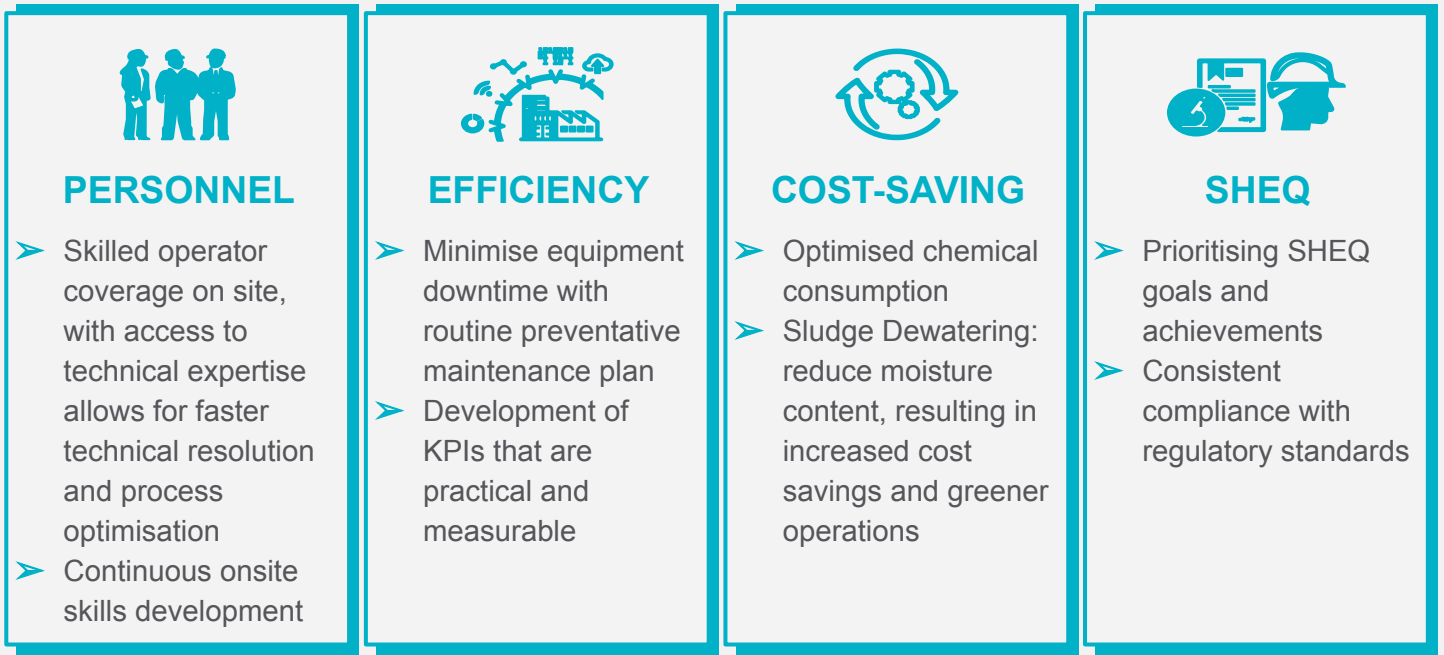 PERSONNEL
➢ Skilled operator
coverage on site,
with access to
technical expertise
allows for faster
technical resolution
and process
optimisation
➢ Continuous onsite
skills development
EFFICIENCY
➢ Minimise equipment
downtime with
routine preventative
maintenance plan
➢ Development of
KPIs that are
practical and
measurable
COST-SAVING
➢ Optimised chemical
consumption
➢ Sludge Dewatering:
reduce moisture
content, resulting in
increased cost
savings and greener
operations
SHEQ
➢ Prioritising SHEQ
goals and
achievements
➢ Consistent
compliance with
regulatory standards